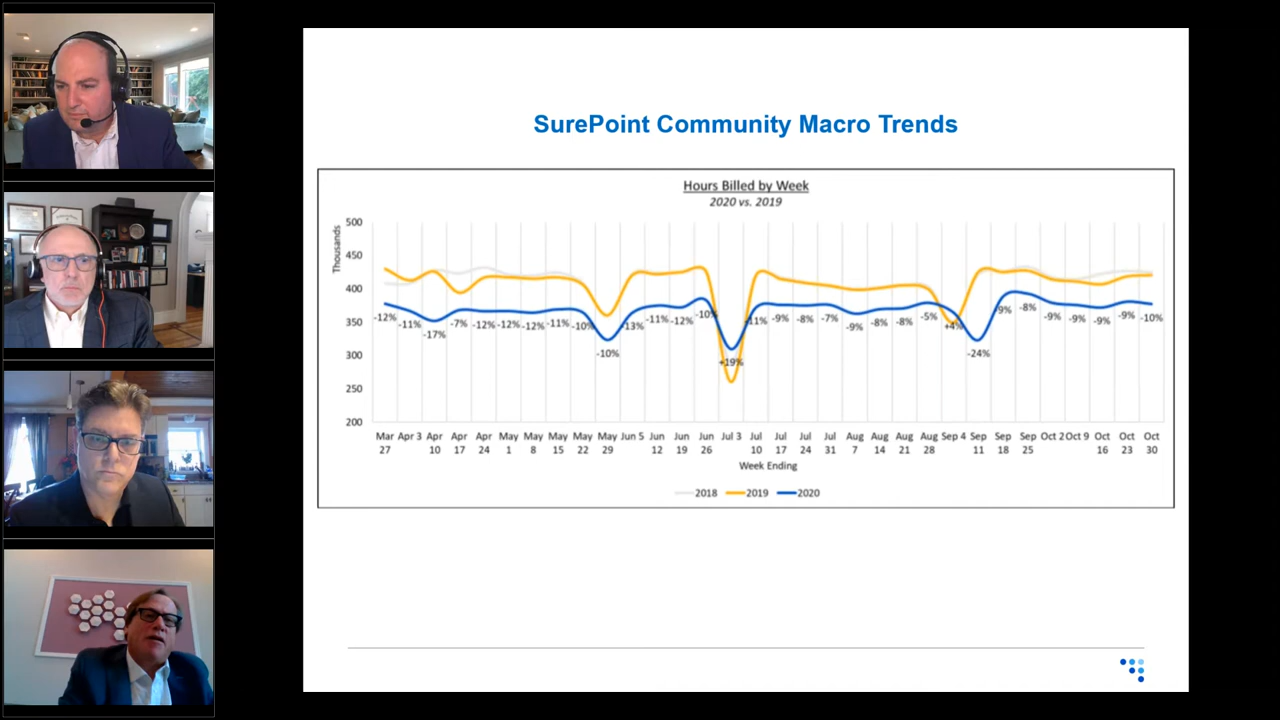 SurePoint Community Macro Trends
Hours Billed by Week
2020 vs. 2019
Thousands
500
450
400
350
300
250
200
-12% -11% -17% -7% -12% -12% -12% -11% -10% -10% -13% -11% -12% -10% +19% -11% -9% -8% -7% -9% -8% -8% -5% +4% -24% -9% -8% -9% -9% -9% -9% -10%
Mar 27 Apr 3 Apr 10 Apr 17 Apr 24 May 1 May 8 May 15 May 22 May 29 Jun 5 Jun 12 Jun 19 Jun 26 Jul 3 Jul 10 Jul 17 Jul 24 Jul 31 Aug 7 Aug 14 Aug 21 Aug 28 Sep 4 Sep 11 Sep 18 Sep 25 Oct 2 Oct 9 Oct 16 Oct 23 Oct 30
Week Ending
2018 2019 2020